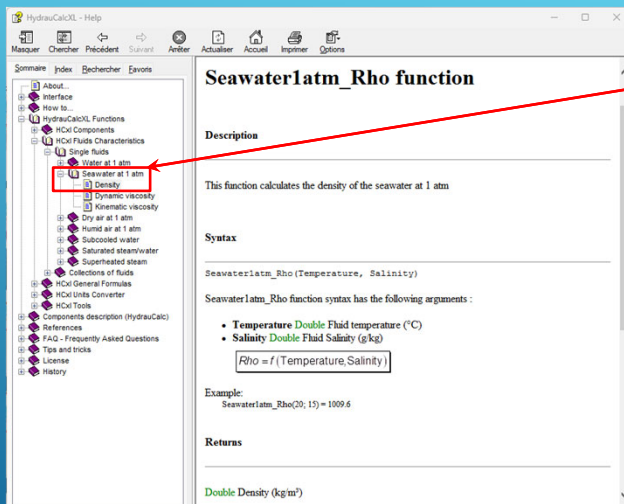 HydrauCalcXL - Help
Masquer Chercher Précédent Suivant Arrêter Actualiser Accueil Imprimer Options
Sommaire Index Rechercher Favoris
About...
Interface
How to...
HydrauCalcXL Functions
HCxl Components
HCxl Fluids Characteristics
Single fluids
Water at 1 atm
Seawater at 1 atm
Density
Dynamic viscosity
Kinematic viscosity
Dry air at 1 atm
Humid air at 1 atm
Subcooled water
Saturated steam/water
Superheated steam
Collections of fluids
HCxl General Formulas
HCxl Units Converter
HCxl Tools
Components description (HydrauCalc)
References
FAQ - Frequently Asked Questions
Tips and tricks
License
History
Seawater1atm_Rho function
Description
This function calculates the density of the seawater at 1 atm
Syntax
Seawater1atm_Rho(Temperature, Salinity)
Seawater1atm_Rho function syntax has the following arguments :
• Temperature Double Fluid temperature (°C)
• Salinity Double Fluid Salinity (g/kg)
Rho = f (Temperature,Salinity)
Example:
Seawater1atm_Rho(20; 15) = 1009.6
Returns
Double Density (kg/m³)